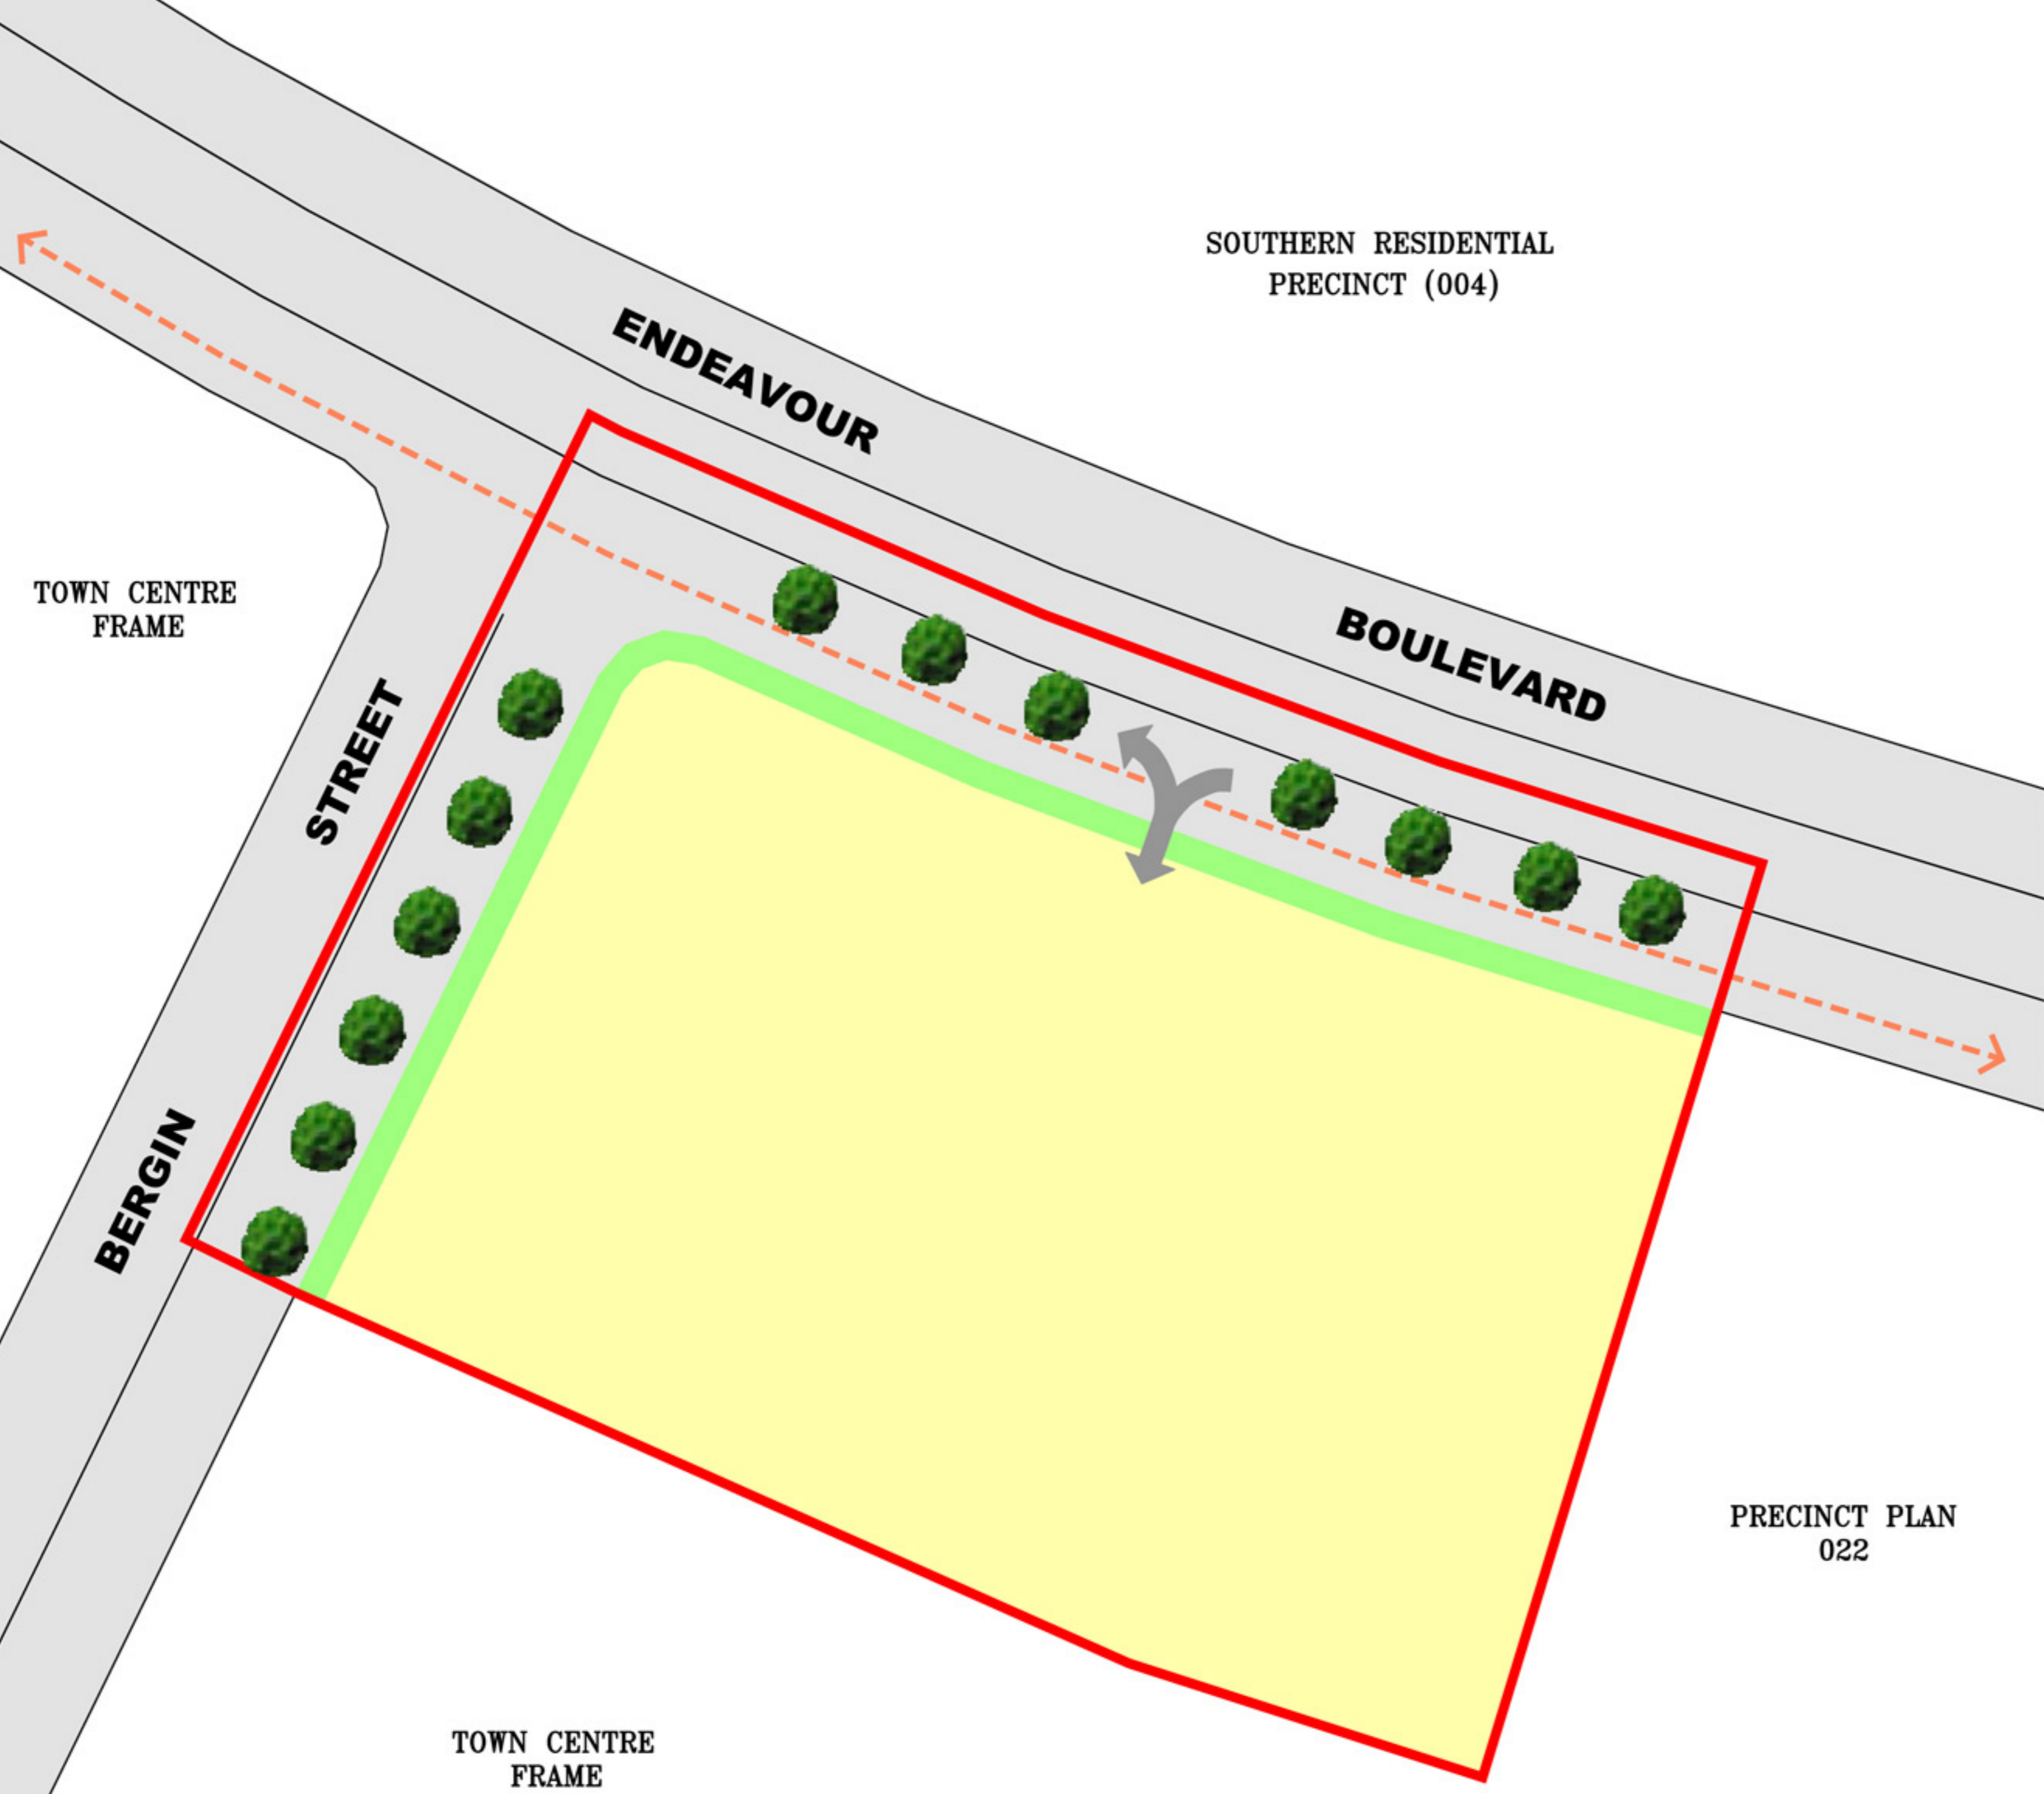 SOUTHERN RESIDENTIAL
PRECINCT (004)
ENDEAVOUR
BOULEVARD
TOWN CENTRE
FRAME
BERGIN
STREET
PRECINCT PLAN
022
TOWN CENTRE
FRAME